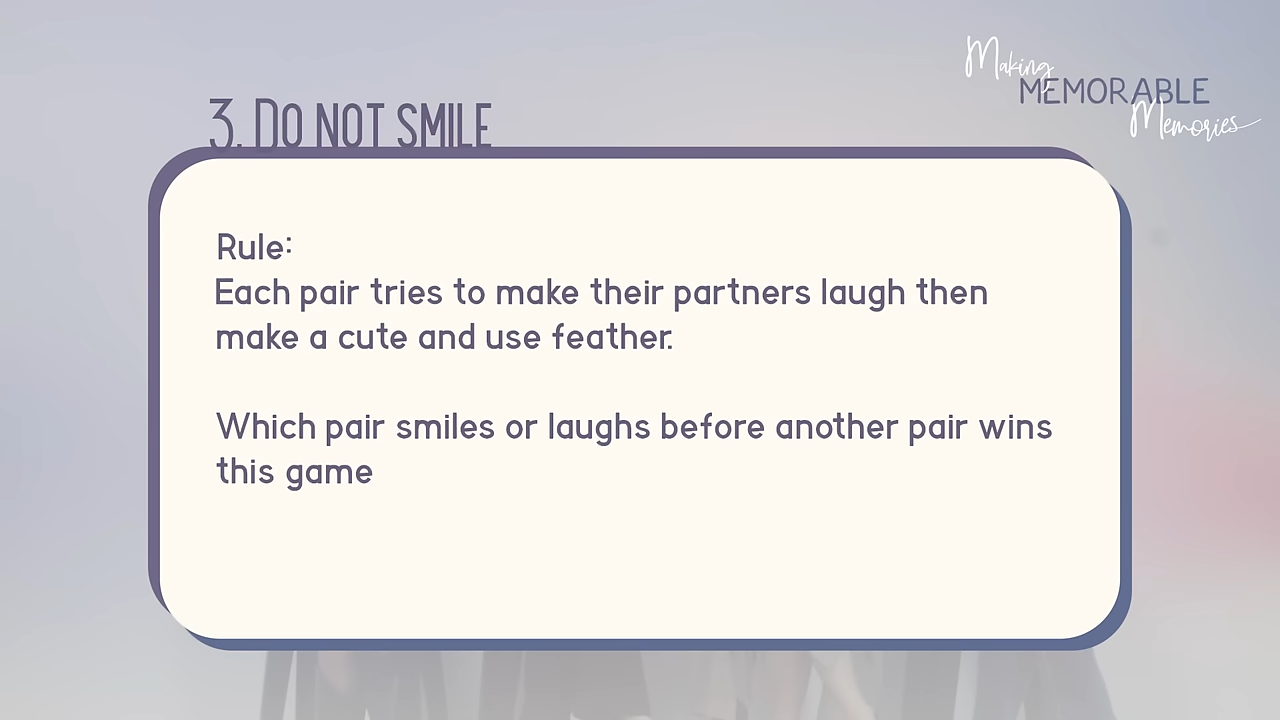 Making
MEMORABLE
Memories
3. DO NOT SMILE
Rule:
Each pair tries to make their partners laugh then
make a cute and use feather.
Which pair smiles or laughs before another pair wins
this game